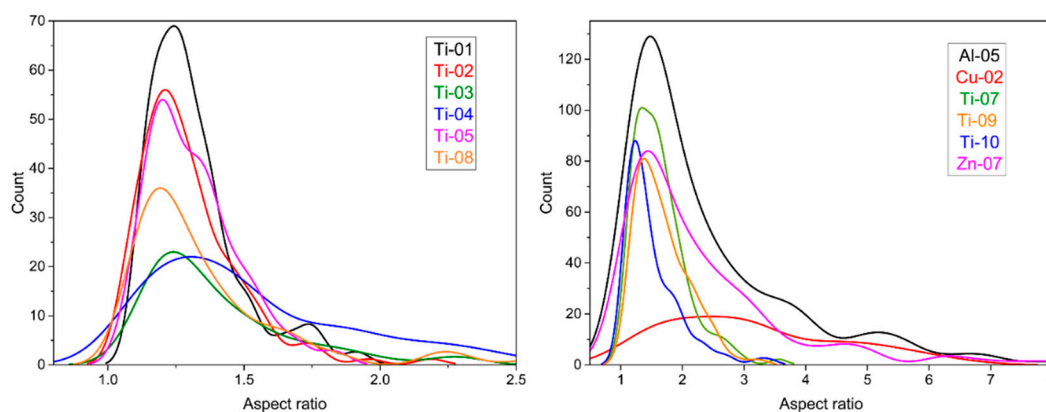 70
60
50
40
30
20
10
0
Count
1.0
1.5
2.0
2.5
Aspect ratio
Ti-01
Ti-02
Ti-03
Ti-04
Ti-05
Ti-08
120
100
80
60
40
20
0
Count
1
2
3
4
5
6
7
Aspect ratio
Al-05
Cu-02
Ti-07
Ti-09
Ti-10
Zn-07